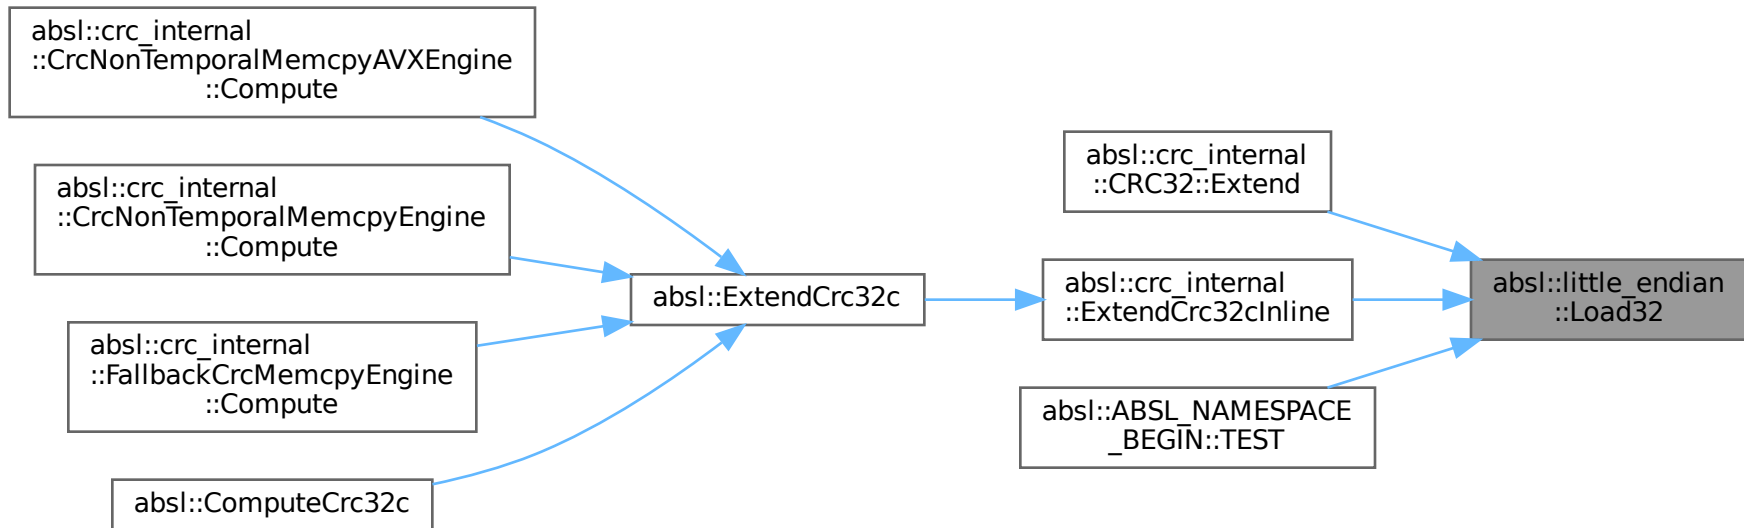 absl::crc_internal
::CrcNonTemporalMemcpyAVXEngine
::Compute
absl::crc_internal
::CrcNonTemporalMemcpyEngine
::Compute
absl::crc_internal
::FallbackCrcMemcpyEngine
::Compute
absl::ComputeCrc32c
absl::ExtendCrc32c
absl::crc_internal
::CRC32::Extend
absl::crc_internal
::ExtendCrc32cInline
absl::ABSL_NAMESPACE
_BEGIN::TEST
absl::little_endian
::Load32